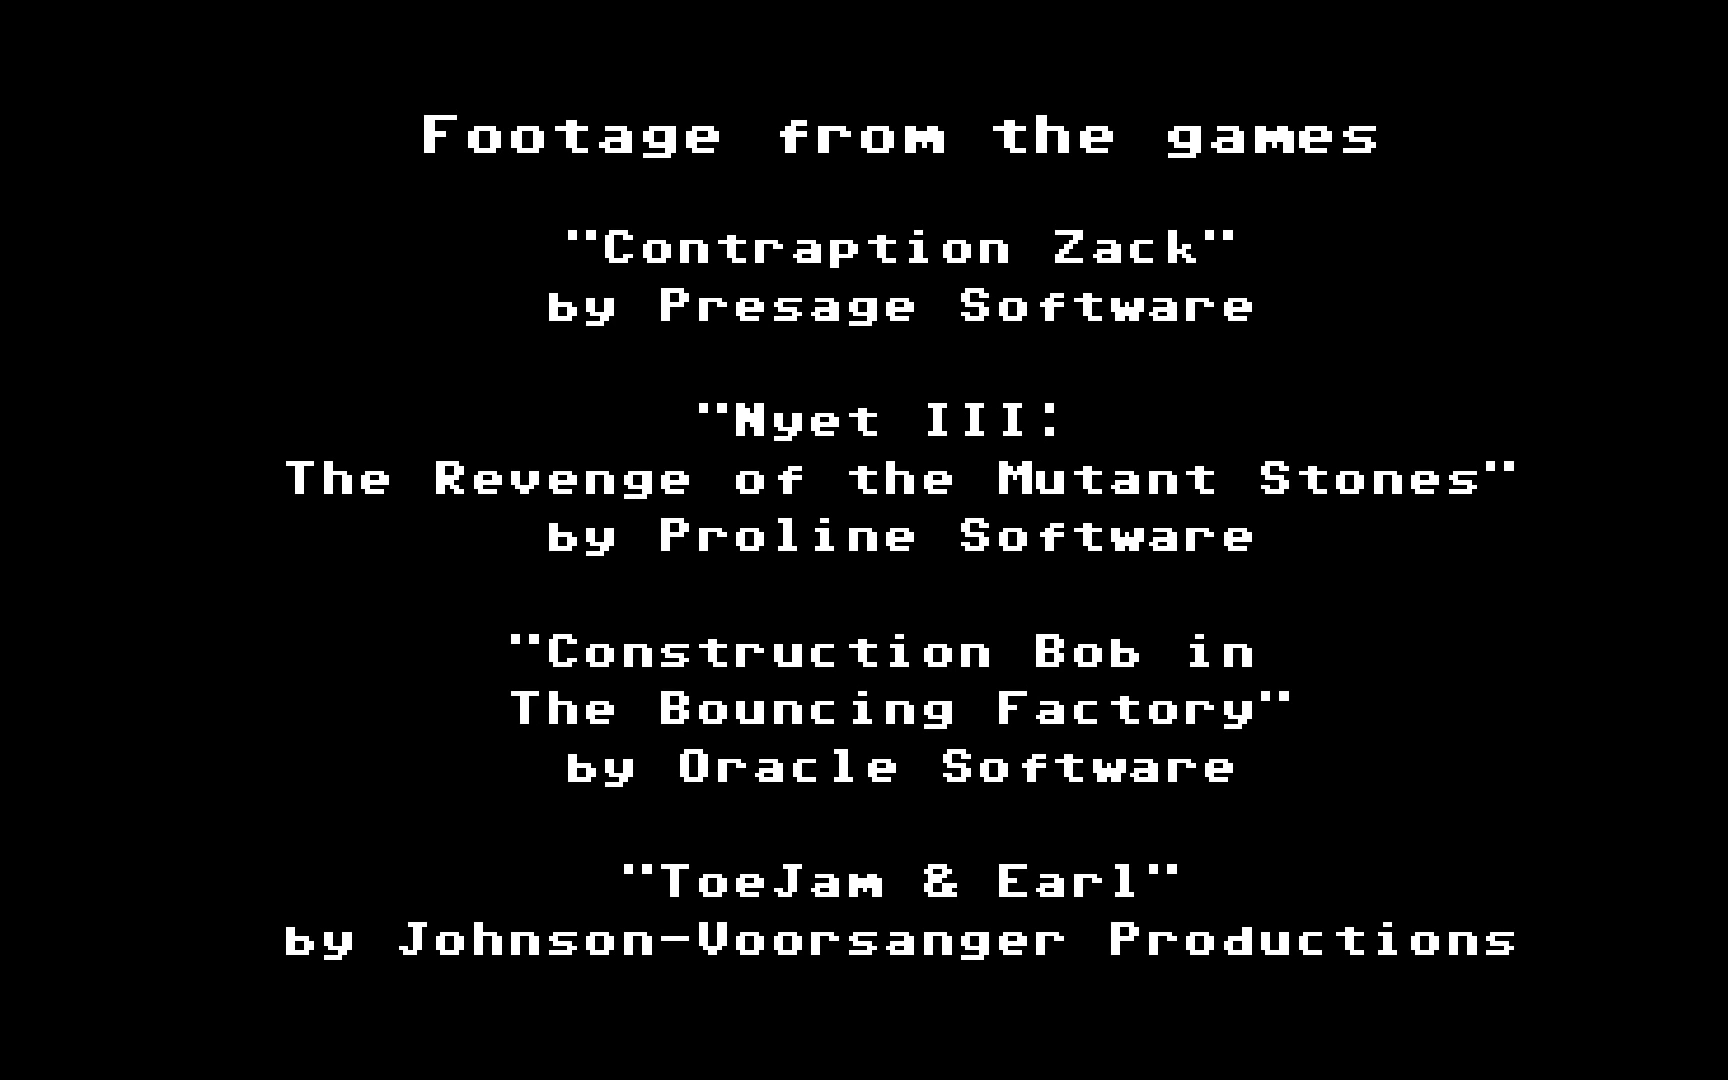 Footage from the games
"Contraption Zack"
by Presage Software
"Nyet III:
The Revenge of the Mutant Stones"
by Proline Software
"Construction Bob in
The Bouncing Factory"
by Oracle Software
"ToeJam & Earl"
by Johnson-Voorsanger Productions